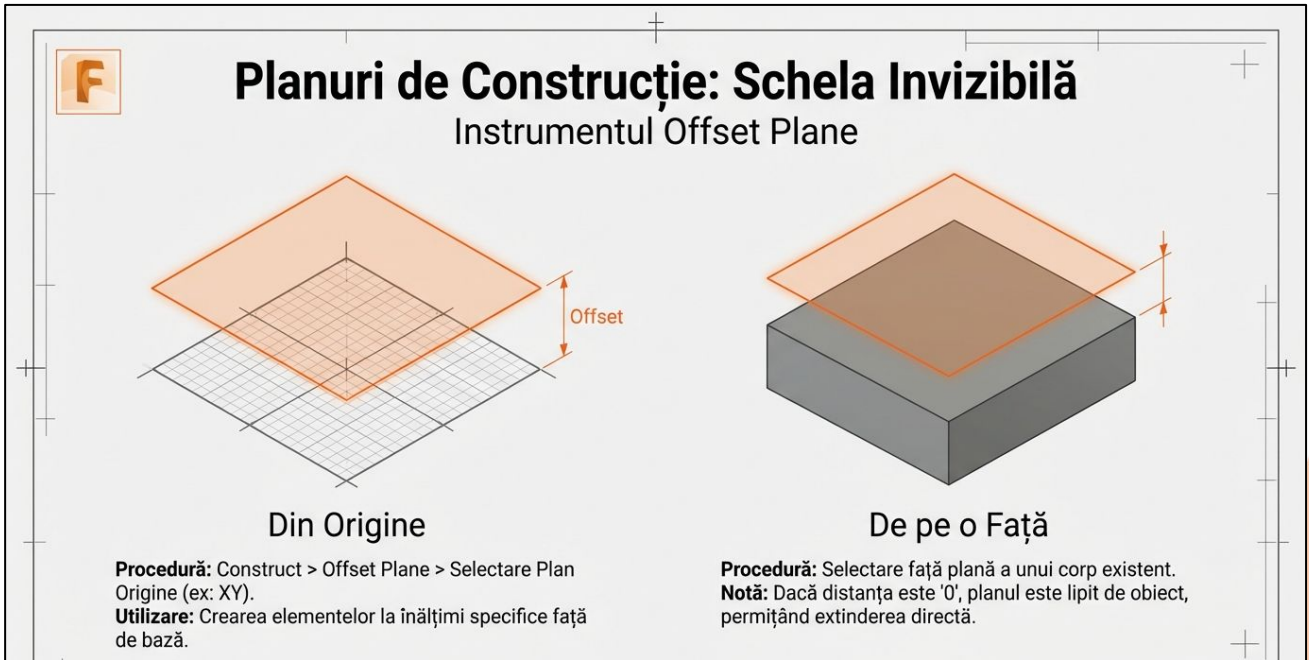 F
Planuri de Construcție: Schela Invizibilă
Instrumentul Offset Plane
Offset
Din Origine
Procedură: Construct > Offset Plane > Selectare Plan
Origine (ex: XY).
Utilizare: Crearea elementelor la înălțimi specifice față
de bază.
De pe o Față
Procedură: Selectare față plană a unui corp existent.
Notă: Dacă distanța este '0', planul este lipit de obiect,
permițând extinderea directă.